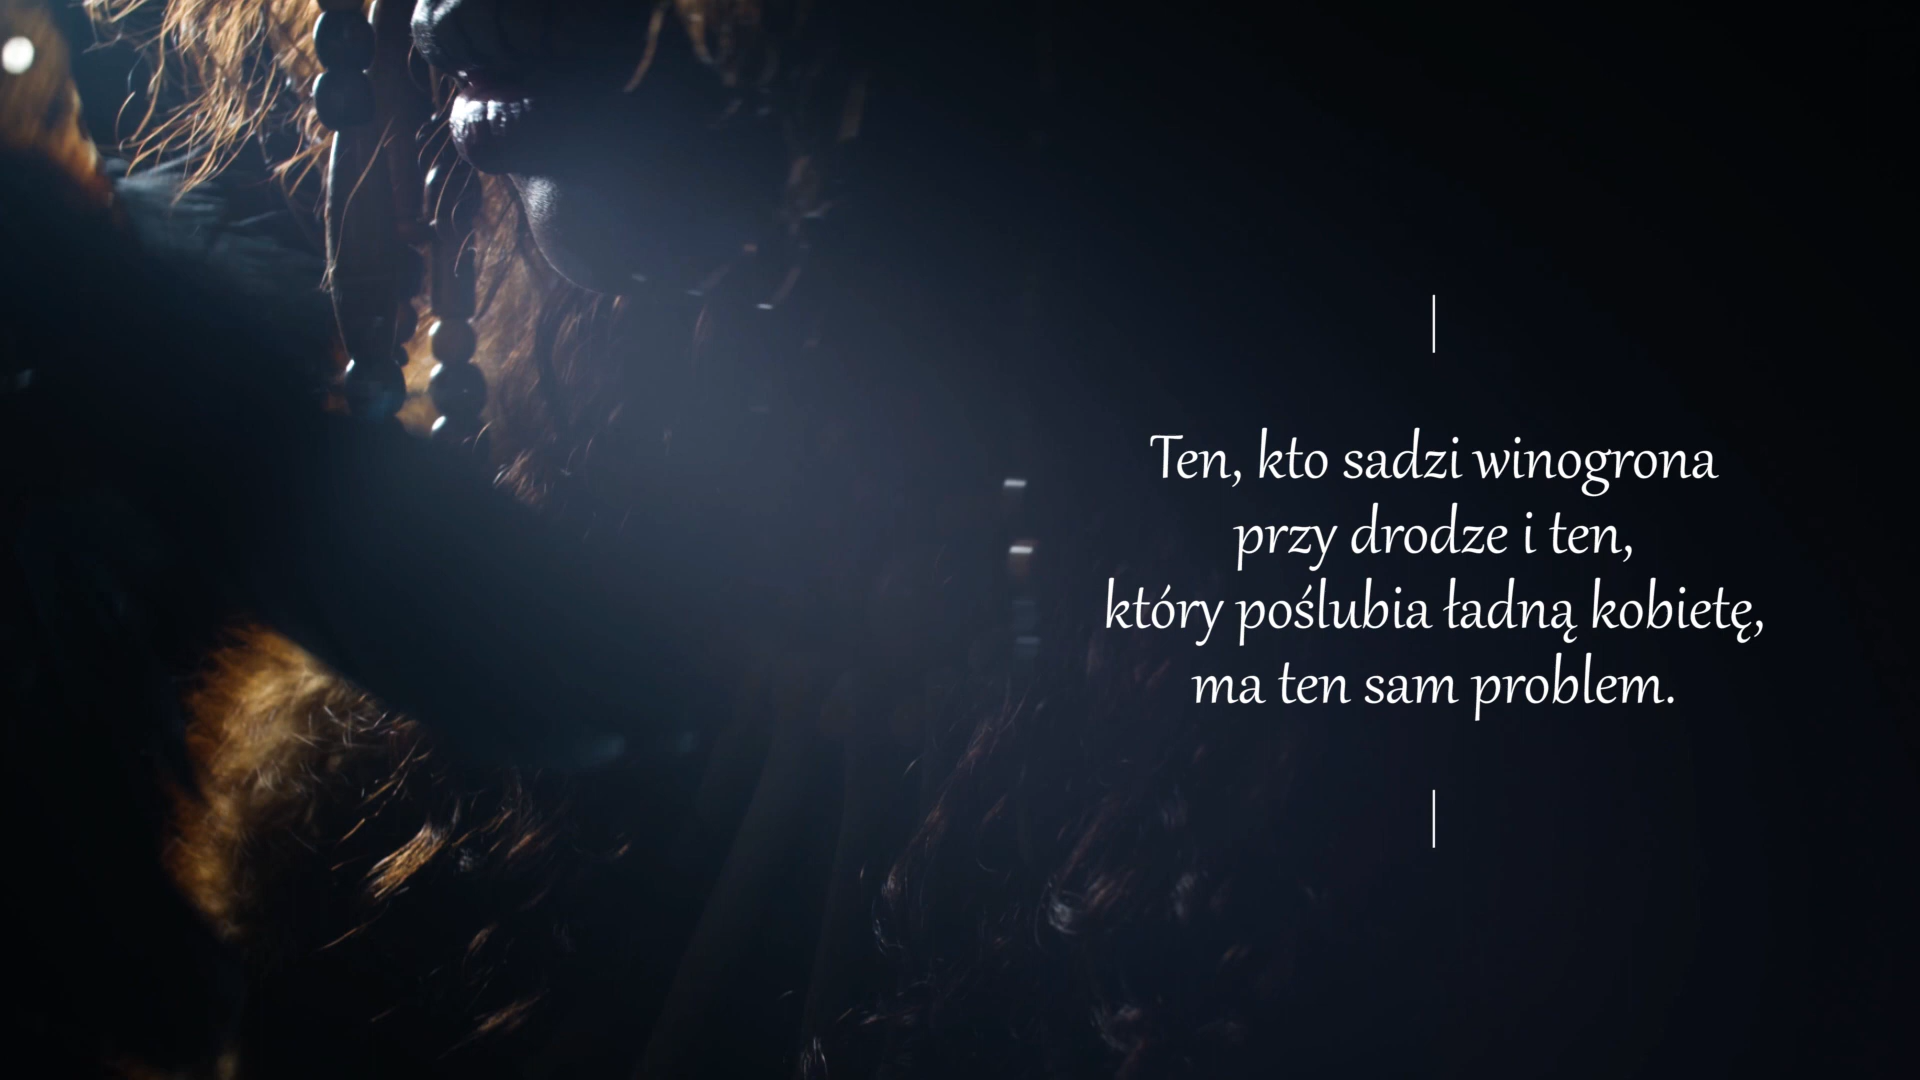 Ten, kto sadzi winogrona
przy drodze i ten,
który poślubia ładną kobietę,
ma ten sam problem.